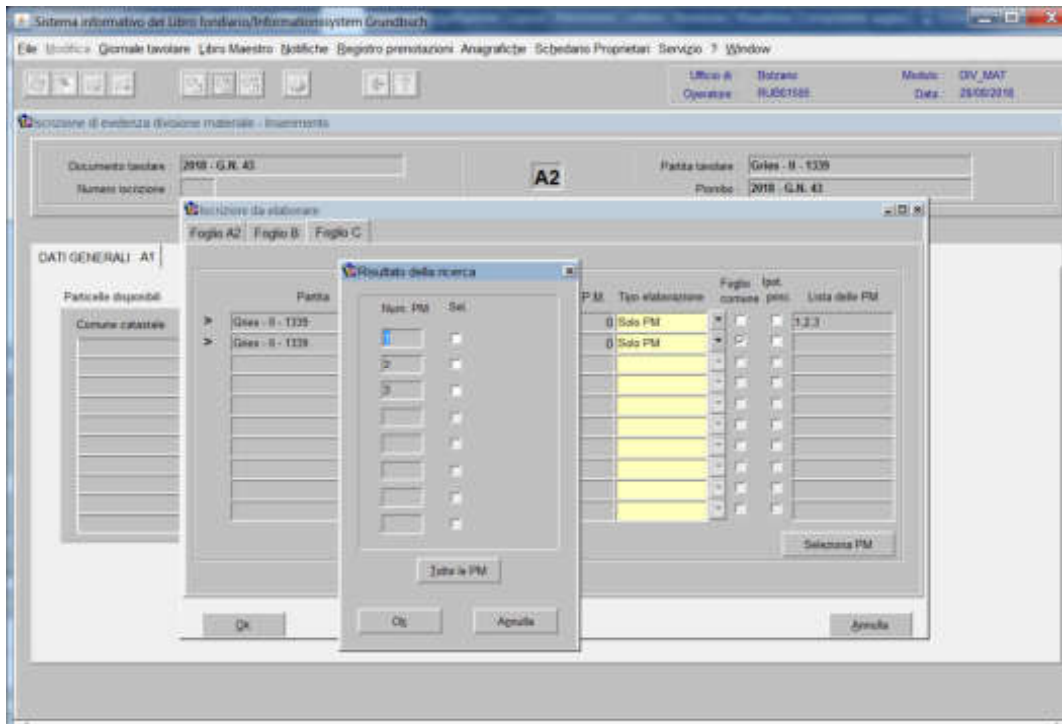 Sistema informativo del Libro fondiario/Informationssystem Grundbuch
File Modifica Giornale tavolare Libro Maestro Notifiche Registro prenotazioni Anagrafiche Schedario Proprietari Servizio ? Window
Ufficio di Bolzano Modulo DIV_MAT
Operatore Data 28/08/2018
Iscrizione di evidenza divisione materiale - Inserimento
Documento tavolare 2018 - G.N. 43 A2 Partita tavolare Gries - II - 1339
Numero iscrizione Piombo 2018 - G.N. 43
Iscrizione da elaborare
Foglio A2 Foglio B Foglio C
DATI GENERALI A1
Risultato della ricerca
Particelle disponibili Partita Num. PM Sel. P.M. Tipo elaborazione Foglio comune Ipot. princ. Lista delle PM
Comune catastale > Gries - II - 1339 1 0 Solo PM 1,2,3
> Gries - II - 1339 2 0 Solo PM
3
Seleziona PM
Tutte le PM
Ok Ok Annulla Annulla